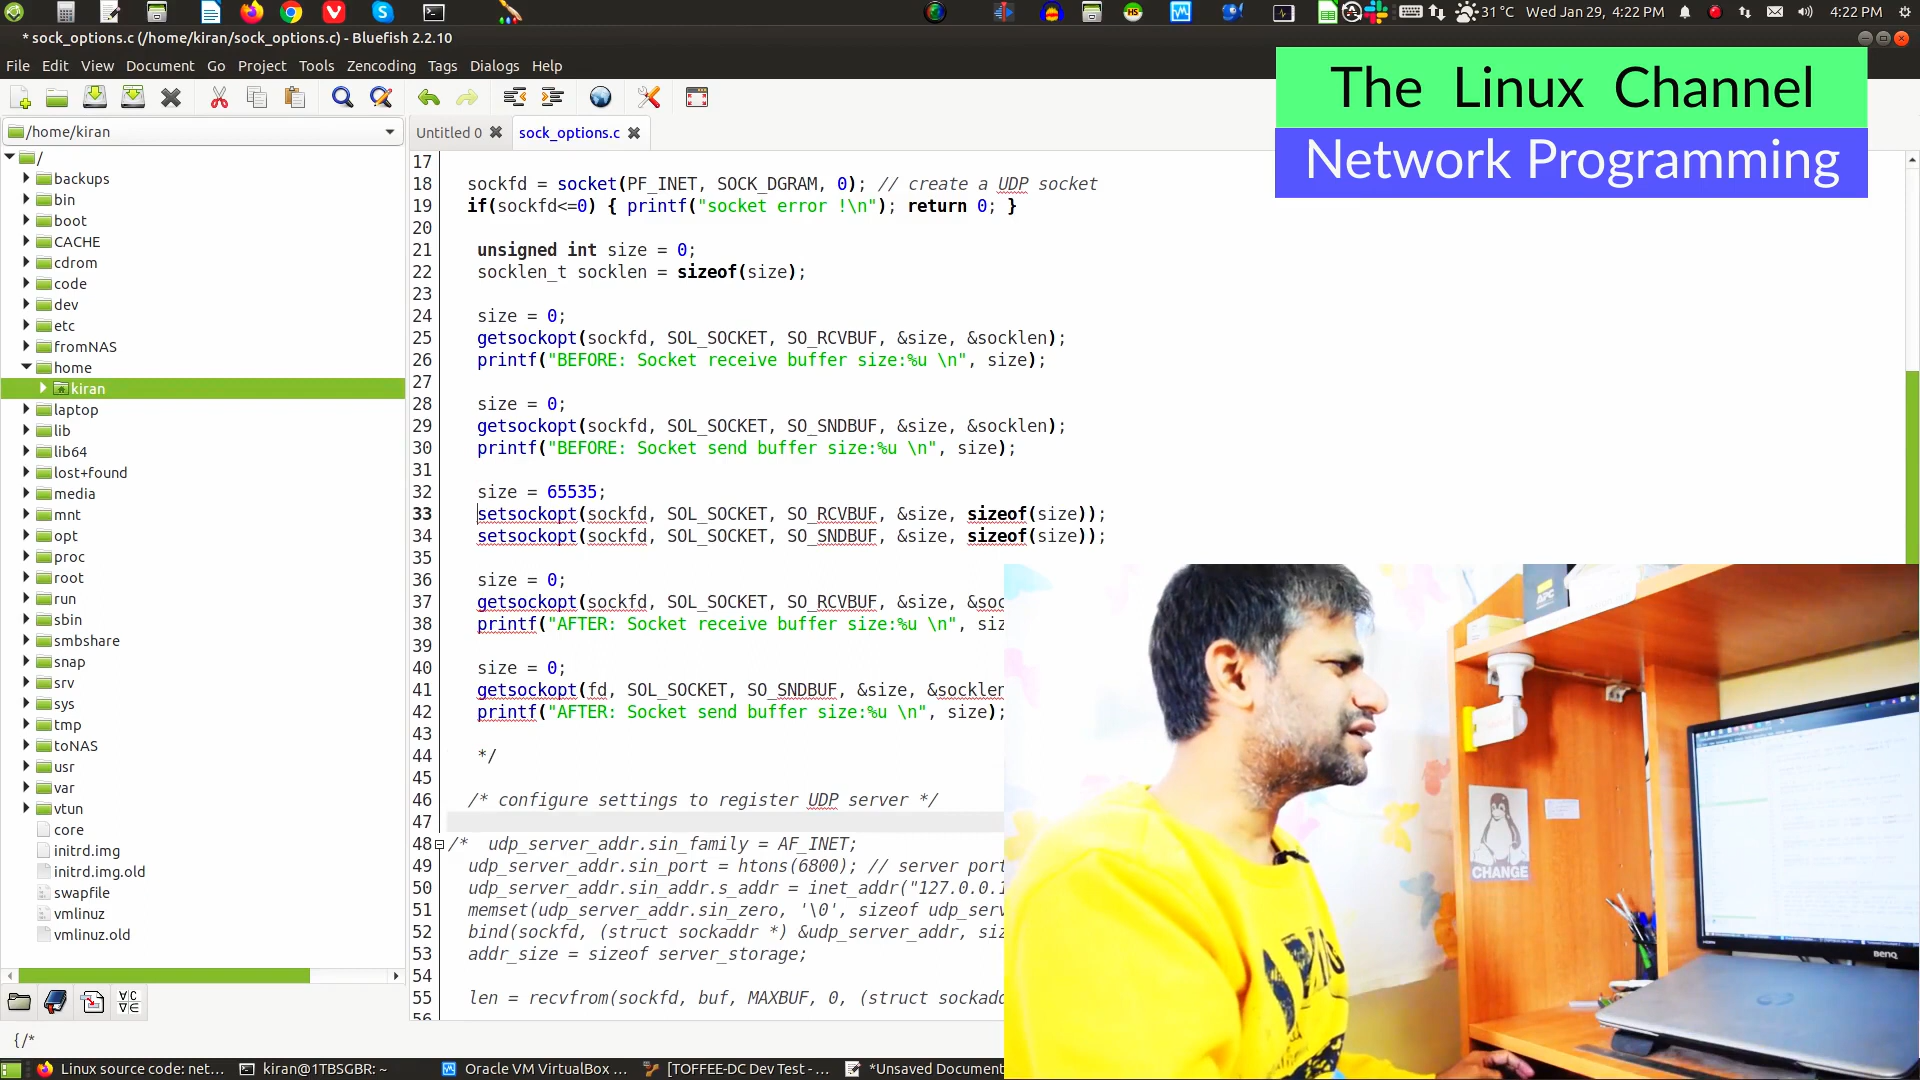 31 °C Wed Jan 29, 4:22 PM 4:22 PM
* sock_options.c (/home/kiran/sock_options.c) - Bluefish 2.2.10
File Edit View Document Go Project Tools Zencoding Tags Dialogs Help
The Linux Channel
Network Programming
/home/kiran
Untitled 0 sock_options.c
/
backups
bin
boot
CACHE
cdrom
code
dev
etc
fromNAS
home
kiran
laptop
lib
lib64
lost+found
media
mnt
opt
proc
root
run
sbin
smbshare
snap
srv
sys
tmp
toNAS
usr
var
vtun
core
initrd.img
initrd.img.old
swapfile
vmlinuz
vmlinuz.old
17
18 sockfd = socket(PF_INET, SOCK_DGRAM, 0); // create a UDP socket
19 if(sockfd<=0) { printf("socket error !\n"); return 0; }
20
21 unsigned int size = 0;
22 socklen_t socklen = sizeof(size);
23
24 size = 0;
25 getsockopt(sockfd, SOL_SOCKET, SO_RCVBUF, &size, &socklen);
26 printf("BEFORE: Socket receive buffer size:%u \n", size);
27
28 size = 0;
29 getsockopt(sockfd, SOL_SOCKET, SO_SNDBUF, &size, &socklen);
30 printf("BEFORE: Socket send buffer size:%u \n", size);
31
32 size = 65535;
33 setsockopt(sockfd, SOL_SOCKET, SO_RCVBUF, &size, sizeof(size));
34 setsockopt(sockfd, SOL_SOCKET, SO_SNDBUF, &size, sizeof(size));
35
36 size = 0;
37 getsockopt(sockfd, SOL_SOCKET, SO_RCVBUF, &size, &soc
38 printf("AFTER: Socket receive buffer size:%u \n", siz
39
40 size = 0;
41 getsockopt(fd, SOL_SOCKET, SO_SNDBUF, &size, &socklen
42 printf("AFTER: Socket send buffer size:%u \n", size);
43
44 */
45
46 /* configure settings to register UDP server */
47
48 /* udp_server_addr.sin_family = AF_INET;
49 udp_server_addr.sin_port = htons(6800); // server port
50 udp_server_addr.sin_addr.s_addr = inet_addr("127.0.0.1
51 memset(udp_server_addr.sin_zero, '\0', sizeof udp_serv
52 bind(sockfd, (struct sockaddr *) &udp_server_addr, siz
53 addr_size = sizeof server_storage;
54
55 len = recvfrom(sockfd, buf, MAXBUF, 0, (struct sockadd
56
{/*
APC
CHANGE
BenQ
Linux source code: net... kiran@1TBSGBR: ~ Oracle VM VirtualBox ... [TOFFEE-DC Dev Test - ... *Unsaved Document